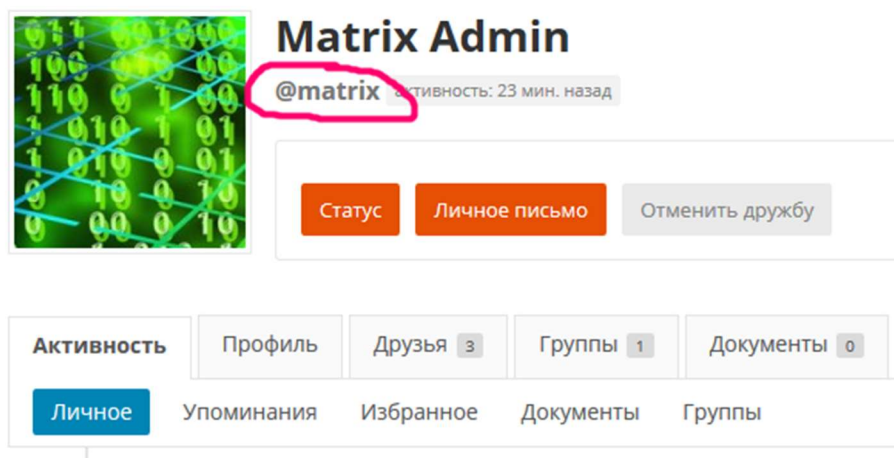 Matrix Admin
@matrix активность: 23 мин. назад
Статус Личное письмо Отменить дружбу
Активность Профиль Друзья 3 Группы 1 Документы 0
Личное Упоминания Избранное Документы Группы